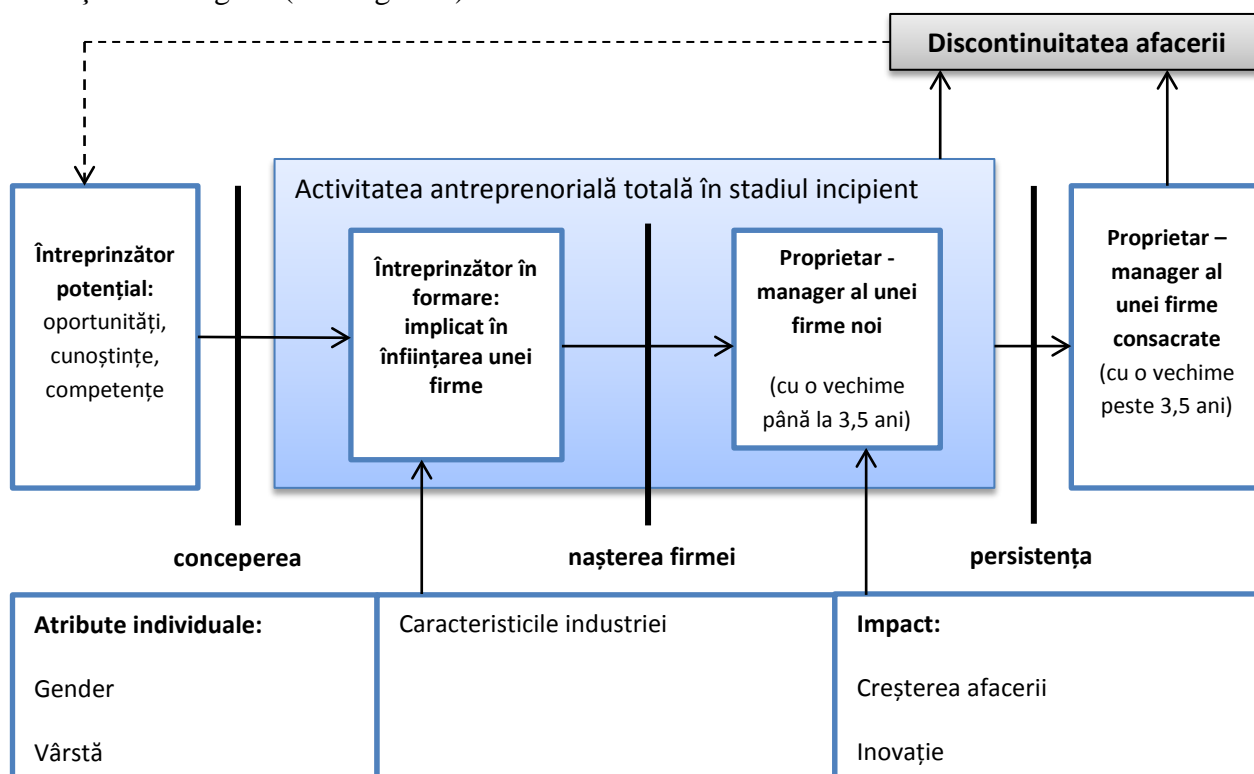 Discontinuitatea afacerii
Activitatea antreprenorială totală în stadiul incipient
Întreprinzător
potențial:
oportunități,
cunoștințe,
competențe
Întreprinzător în
formare:
implicat în
înființarea unei
firme
Proprietar -
manager al unei
firme noi
(cu o vechime
până la 3,5 ani)
Proprietar –
manager al
unei firme
consacrate
(cu o vechime
peste 3,5 ani)
conceperea
nașterea firmei
persistența
Atribute individuale:
Gender
Vârstă
Caracteristicile industriei
Impact:
Creșterea afacerii
Inovație